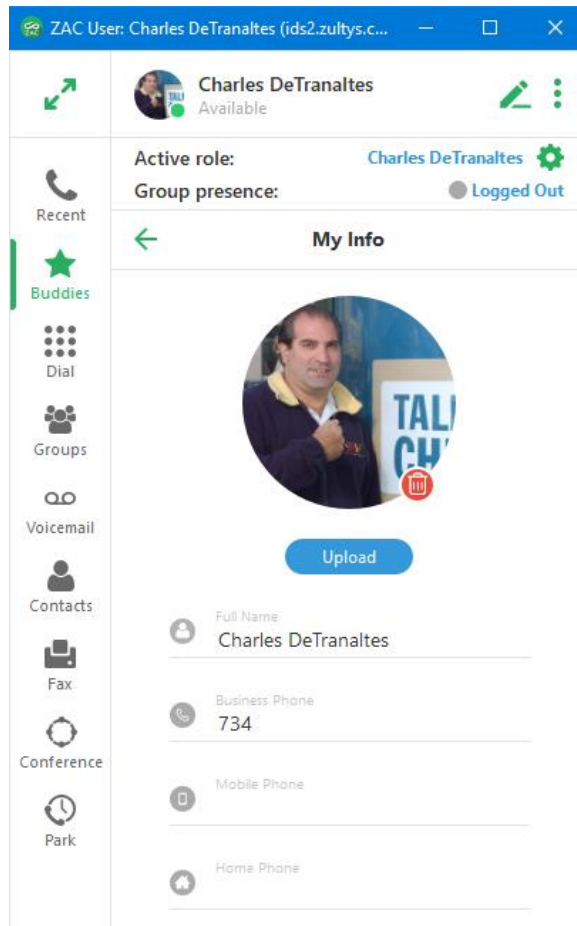 ZAC User: Charles DeTranaltes (ids2.zultys.c...
Charles DeTranaltes
Available
Active role:
Charles DeTranaltes
Group presence:
Logged Out
My Info
Recent
Buddies
Dial
Groups
Voicemail
Contacts
Fax
Conference
Park
Upload
Full Name
Charles DeTranaltes
Business Phone
734
Mobile Phone
Home Phone